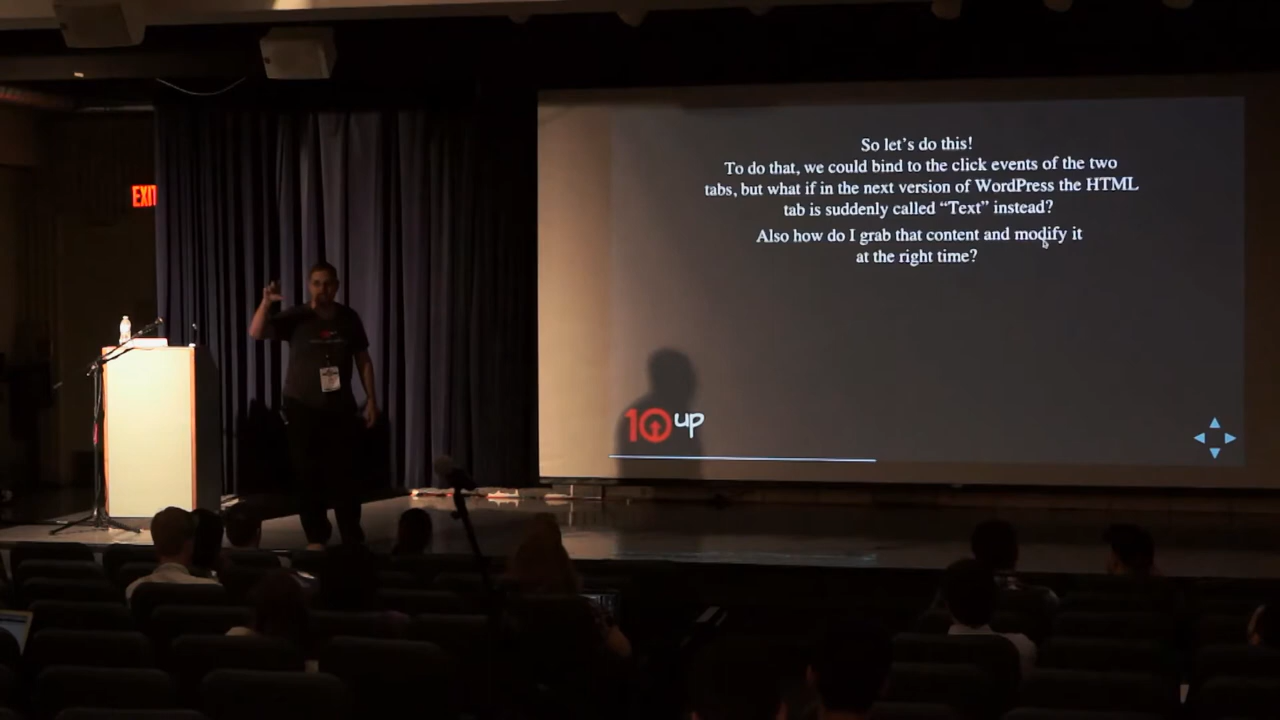 EXIT
So let's do this!
To do that, we could bind to the click events of the two
tabs, but what if in the next version of WordPress the HTML
tab is suddenly called “Text” instead?
Also how do I grab that content and modify it
at the right time?
10up